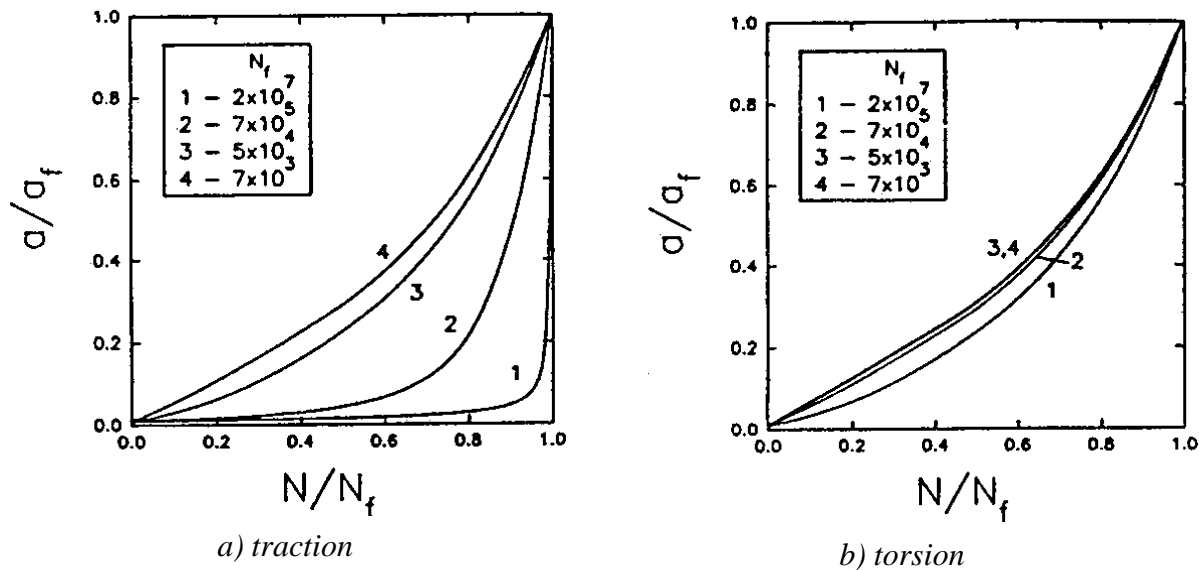 1.0
0.8
0.6
0.4
0.2
0.0
a/a_f
N_f
1 – 2x10^7
2 – 7x10^5
3 – 5x10^4
4 – 7x10^3
4
3
2
1
0.0 0.2 0.4 0.6 0.8 1.0
N/N_f
a) traction
1.0
0.8
0.6
0.4
0.2
0.0
a/a_f
N_f
1 – 2x10^7
2 – 7x10^5
3 – 5x10^4
4 – 7x10^3
3,4
2
1
0.0 0.2 0.4 0.6 0.8 1.0
N/N_f
b) torsion